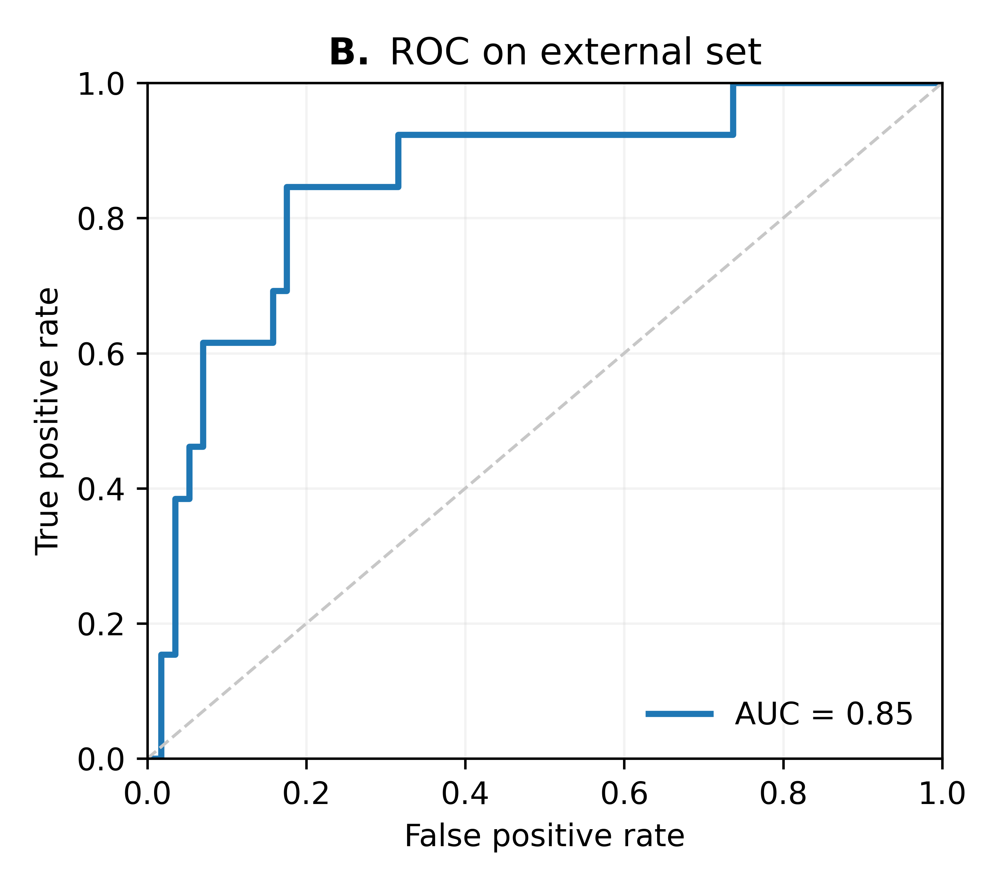 B. ROC on external set
True positive rate
1.0
0.8
0.6
0.4
0.2
0.0
AUC = 0.85
0.0 0.2 0.4 0.6 0.8 1.0
False positive rate